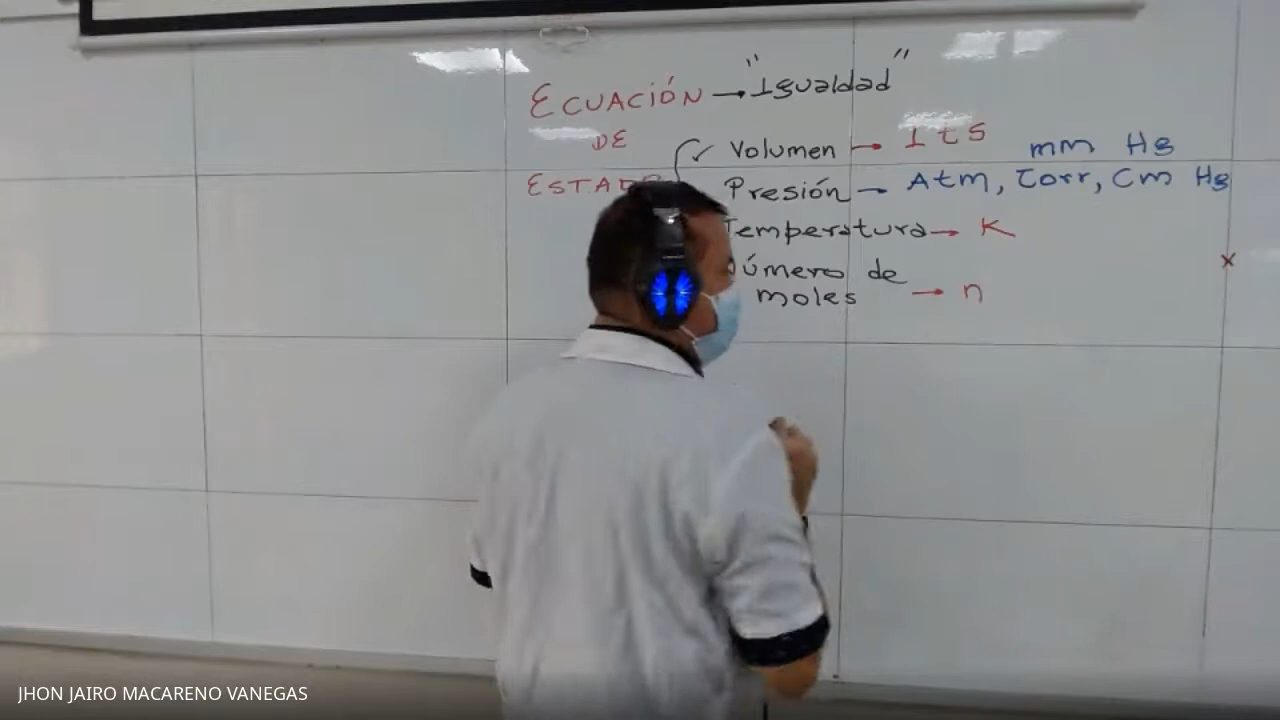 ECUACIÓN → "Igualdad"
DE
ESTADO
Volumen → Lts
mm Hg
Presión → Atm, Torr, Cm Hg
Temperatura → K
Número de
moles → n
x
JHON JAIRO MACARENO VANEGAS